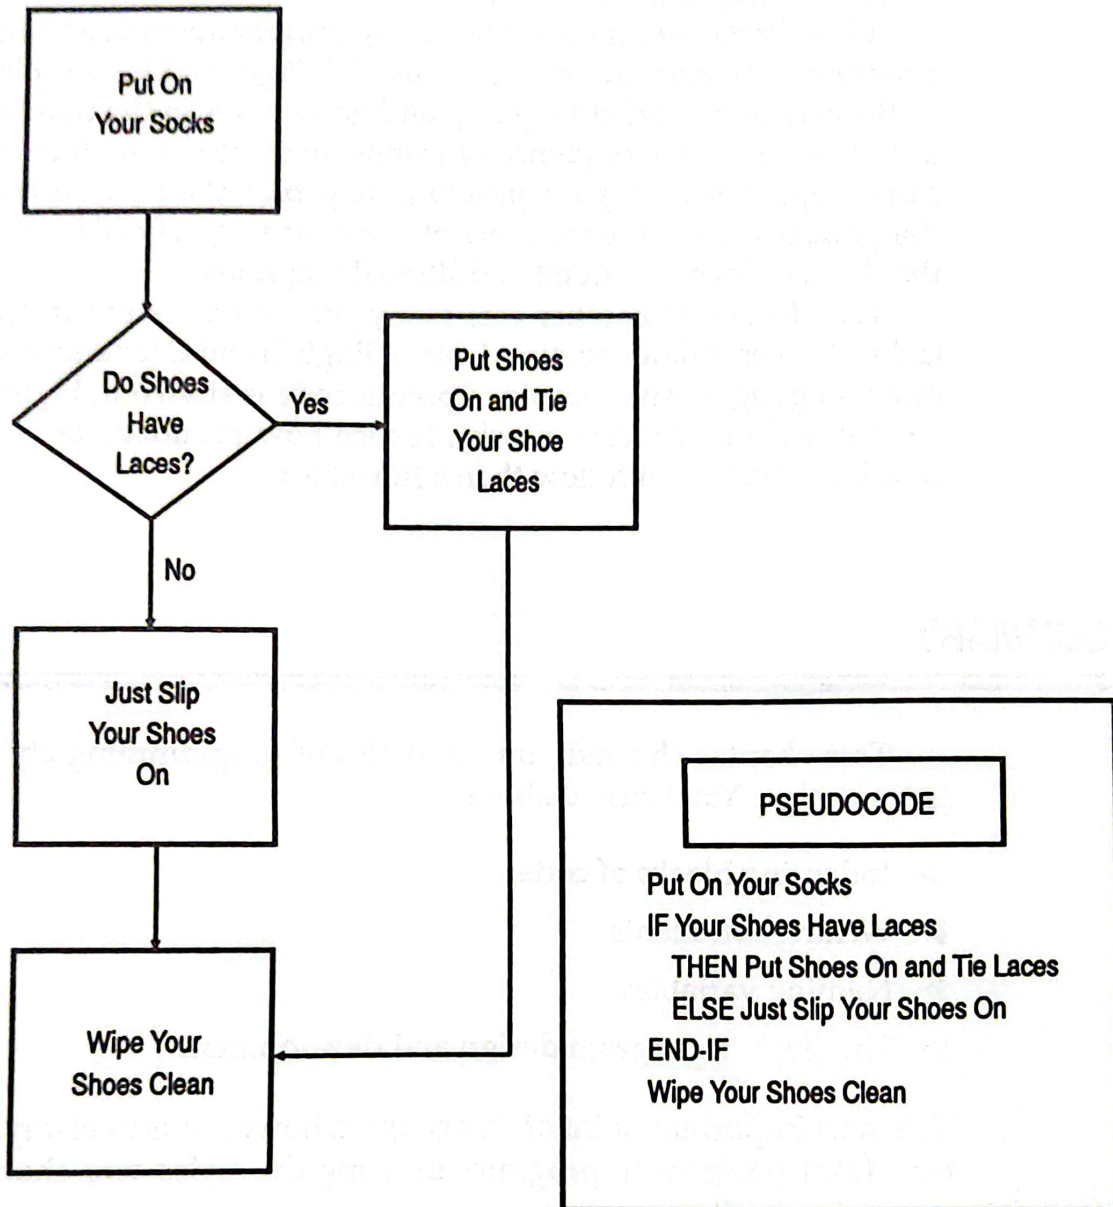 Put On
Your Socks
Do Shoes
Have
Laces?
Yes
Put Shoes
On and Tie
Your Shoe
Laces
No
Just Slip
Your Shoes
On
Wipe Your
Shoes Clean
PSEUDOCODE
Put On Your Socks
IF Your Shoes Have Laces
THEN Put Shoes On and Tie Laces
ELSE Just Slip Your Shoes On
END-IF
Wipe Your Shoes Clean